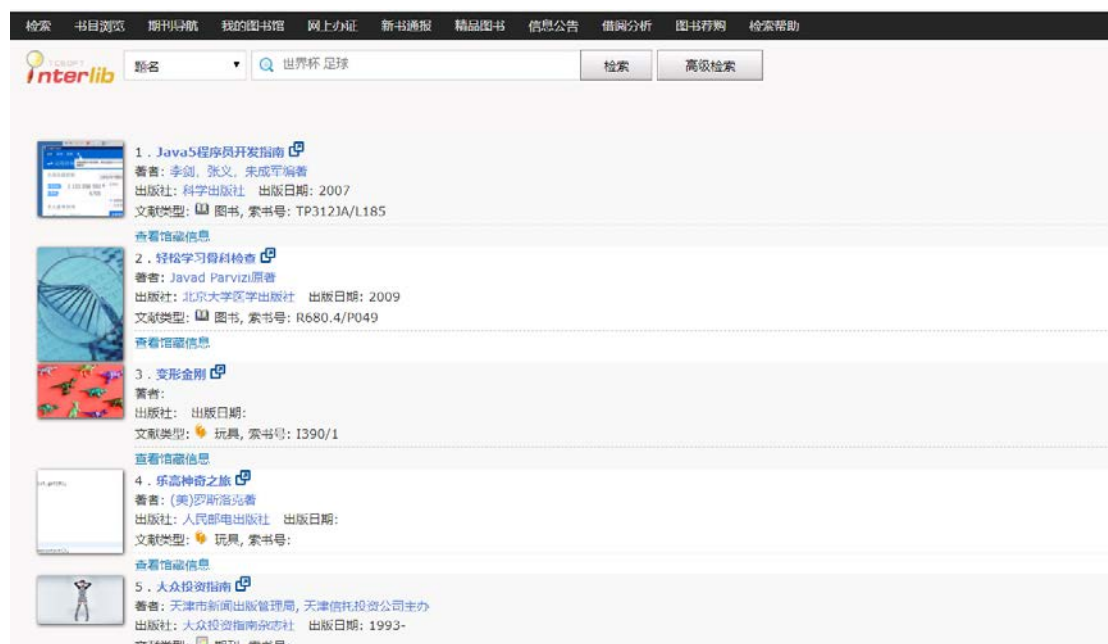 检索 书目浏览 期刊导航 我的图书馆 网上办证 新书通报 精品图书 信息公告 借阅分析 图书荐购 检索帮助
TCSOFT
interlib
题名 世界杯 足球 检索 高级检索
1 . Java5程序员开发指南
著者: 李剑, 张义, 朱成军编著
出版社: 科学出版社 出版日期: 2007
文献类型: 图书, 索书号: TP312JA/L185
查看馆藏信息
2 . 轻松学习骨科检查
著者: Javad Parvizi原著
出版社: 北京大学医学出版社 出版日期: 2009
文献类型: 图书, 索书号: R680.4/P049
查看馆藏信息
3 . 变形金刚
著者:
出版社: 出版日期:
文献类型: 玩具, 索书号: I390/1
查看馆藏信息
4 . 乐高神奇之旅
著者: (美)罗斯洛克著
出版社: 人民邮电出版社 出版日期:
文献类型: 玩具, 索书号:
查看馆藏信息
5 . 大众投资指南
著者: 天津市新闻出版管理局, 天津信托投资公司主办
出版社: 大众投资指南杂志社 出版日期: 1993-
文献类型: 期刊, 索书号: